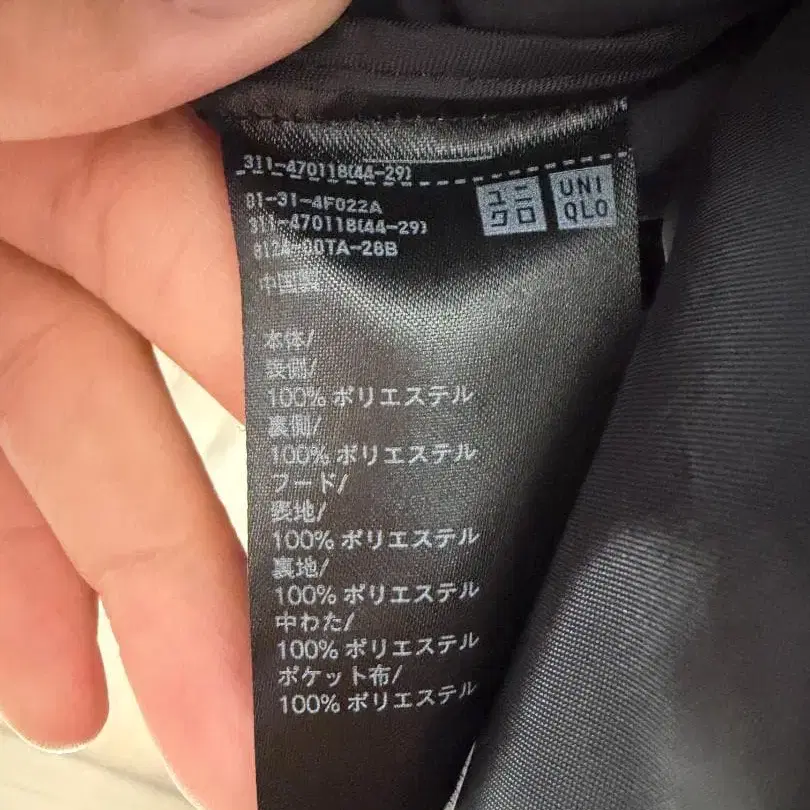 311-470118(44-29)
01-31-4F022A
311-470118(44-29)
812A-00TA-28B
ユニ
クロ
UNI
QLO
中国製
本体/
表側/
100% ポリエステル
裏側/
100% ポリエステル
フード/
表地/
100% ポリエステル
裏地/
100% ポリエステル
中わた/
100% ポリエステル
ポケット布/
100% ポリエステル